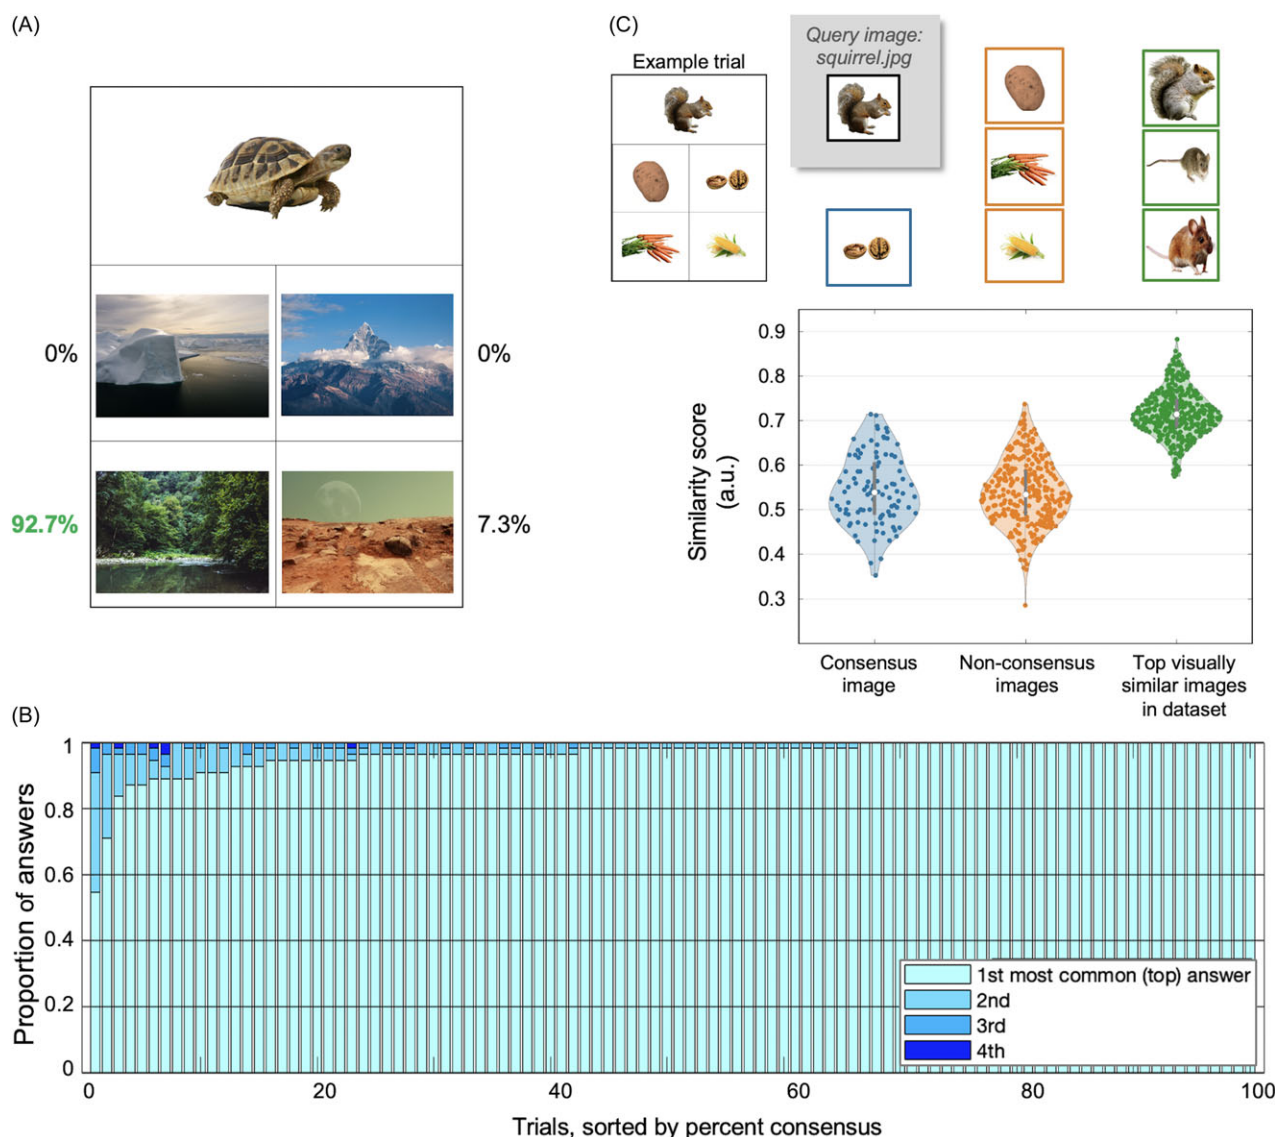 (A)
0%
0%
92.7%
7.3%
(C)
Example trial
Query image:
squirrel.jpg
0.9
0.8
0.7
0.6
0.5
0.4
0.3
Similarity score
(a.u.)
Consensus
image
Non-consensus
images
Top visually
similar images
in dataset
(B)
1
0.8
0.6
0.4
0.2
0
Proportion of answers
1st most common (top) answer
2nd
3rd
4th
0
20
40
60
80
100
Trials, sorted by percent consensus